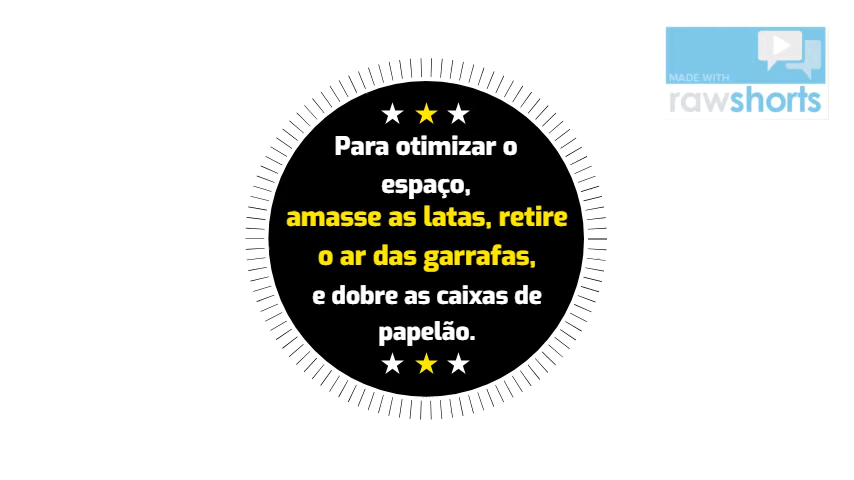 MADE WITH
rawshorts
Para otimizar o
espaço,
amasse as latas, retire
o ar das garrafas,
e dobre as caixas de
papelão.